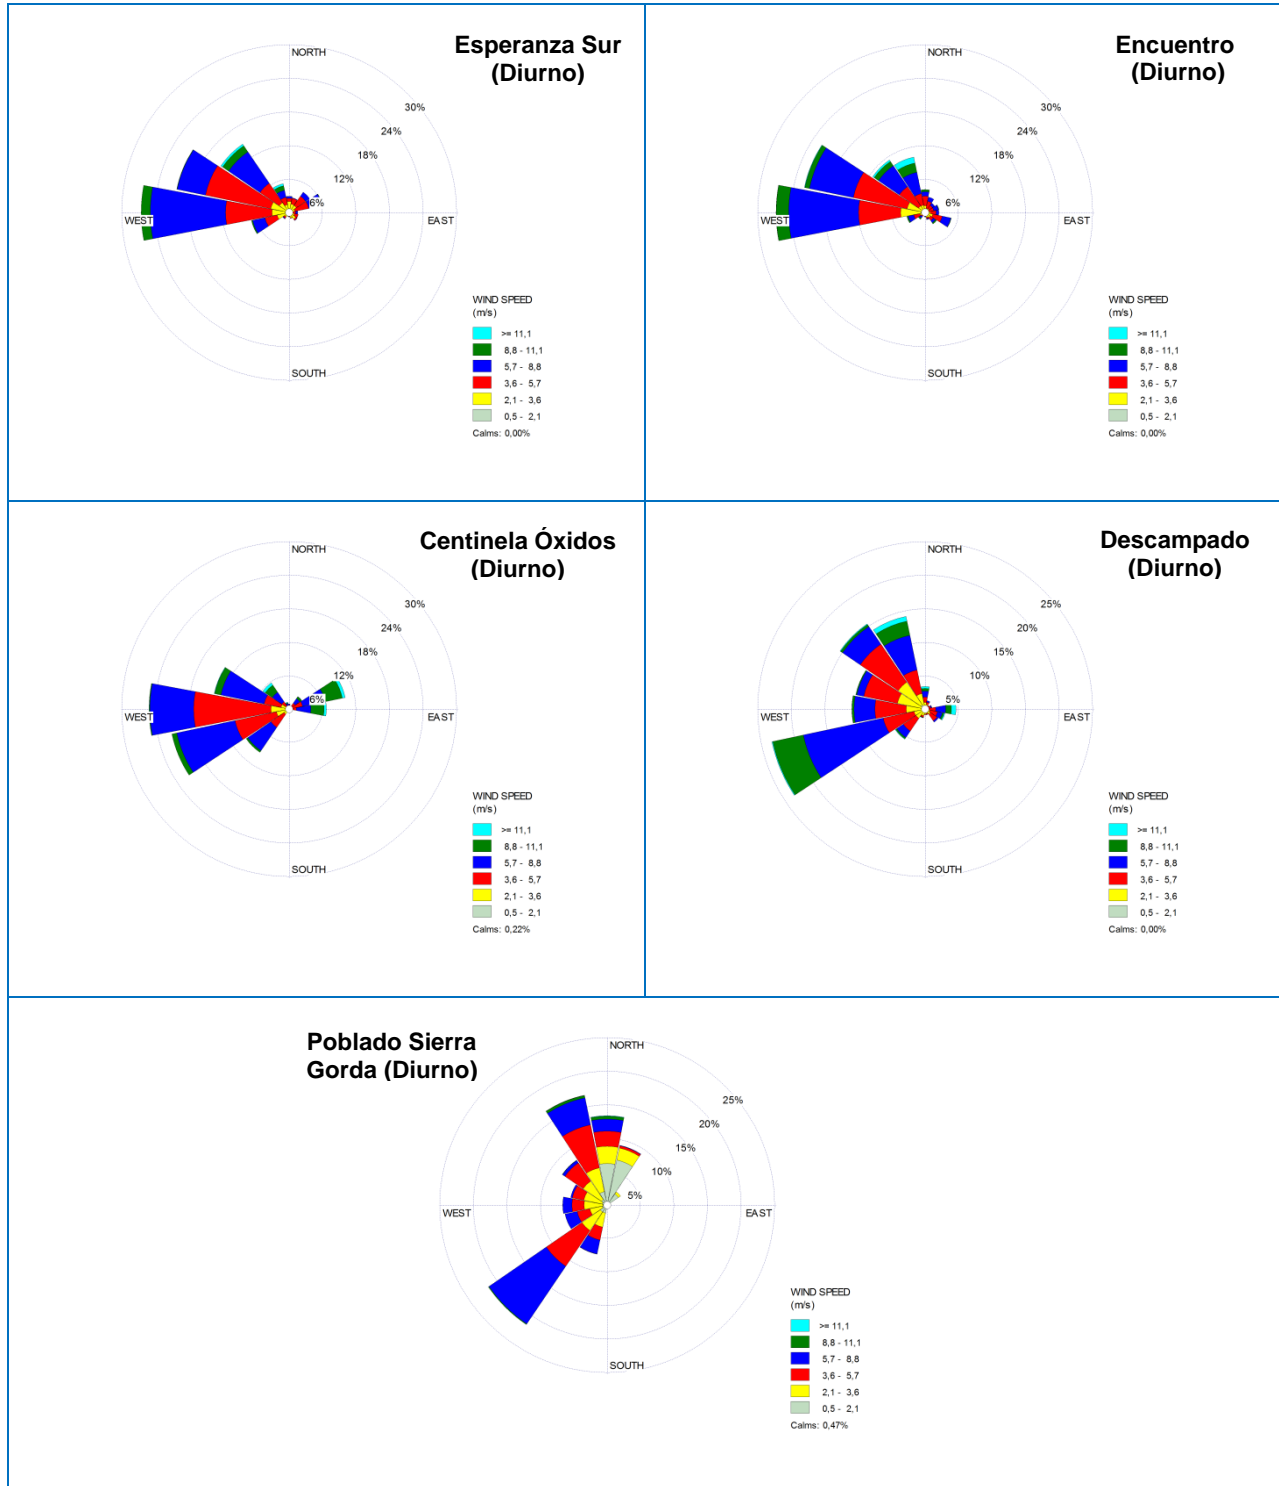 Esperanza Sur
(Diurno)
NORTH
30%
24%
18%
12%
6%
WEST
EAST
SOUTH
WIND SPEED
(m/s)
>= 11,1
8,8 - 11,1
5,7 - 8,8
3,6 - 5,7
2,1 - 3,6
0,5 - 2,1
Calms: 0,00%
Encuentro
(Diurno)
NORTH
30%
24%
18%
12%
6%
WEST
EAST
SOUTH
WIND SPEED
(m/s)
>= 11,1
8,8 - 11,1
5,7 - 8,8
3,6 - 5,7
2,1 - 3,6
0,5 - 2,1
Calms: 0,00%
Centinela Óxidos
(Diurno)
NORTH
30%
24%
18%
12%
6%
WEST
EAST
SOUTH
WIND SPEED
(m/s)
>= 11,1
8,8 - 11,1
5,7 - 8,8
3,6 - 5,7
2,1 - 3,6
0,5 - 2,1
Calms: 0,22%
Descampado
(Diurno)
NORTH
25%
20%
15%
10%
5%
WEST
EAST
SOUTH
WIND SPEED
(m/s)
>= 11,1
8,8 - 11,1
5,7 - 8,8
3,6 - 5,7
2,1 - 3,6
0,5 - 2,1
Calms: 0,00%
Poblado Sierra
Gorda (Diurno)
NORTH
25%
20%
15%
10%
5%
WEST
EAST
SOUTH
WIND SPEED
(m/s)
>= 11,1
8,8 - 11,1
5,7 - 8,8
3,6 - 5,7
2,1 - 3,6
0,5 - 2,1
Calms: 0,47%